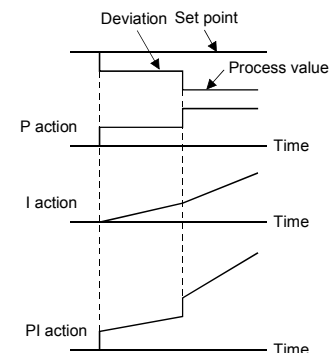 Deviation Set point
Process value
P action
Time
I action
Time
PI action
Time